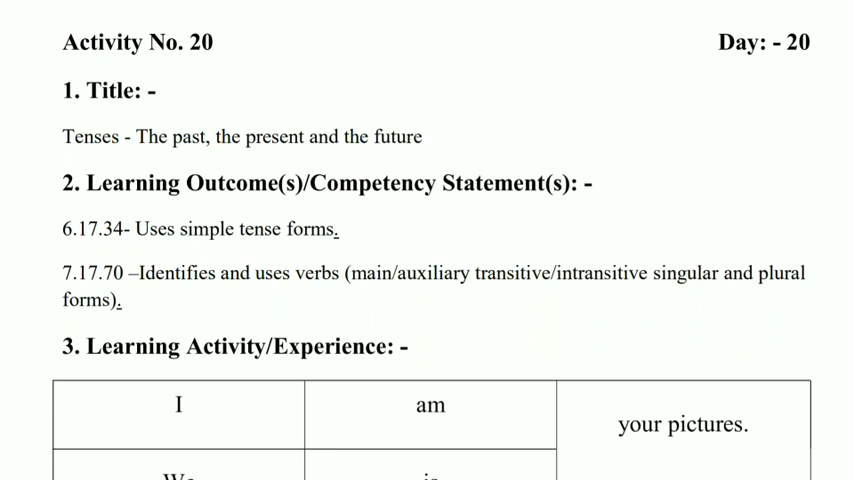 Activity No. 20 Day: - 20
1. Title: -
Tenses - The past, the present and the future
2. Learning Outcome(s)/Competency Statement(s): -
6.17.34- Uses simple tense forms.
7.17.70 –Identifies and uses verbs (main/auxiliary transitive/intransitive singular and plural
forms).
3. Learning Activity/Experience: -
I am
your pictures.
We is